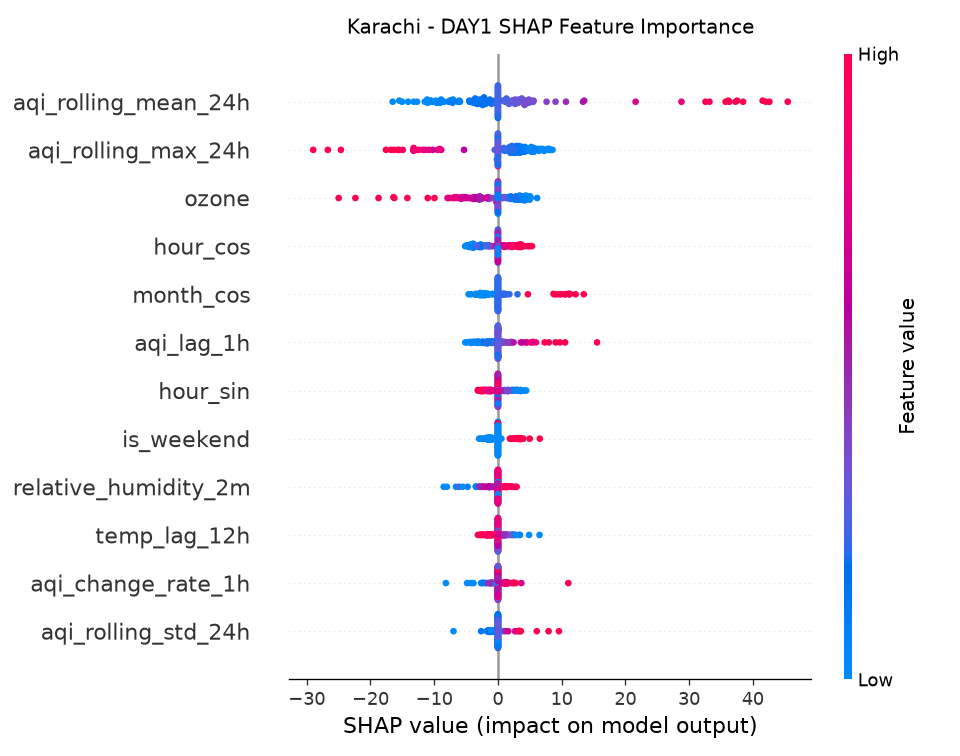 Karachi - DAY1 SHAP Feature Importance
High
aqi_rolling_mean_24h
aqi_rolling_max_24h
ozone
hour_cos
month_cos
aqi_lag_1h
hour_sin
is_weekend
relative_humidity_2m
temp_lag_12h
aqi_change_rate_1h
aqi_rolling_std_24h
Feature value
Low
−30 −20 −10 0 10 20 30 40
SHAP value (impact on model output)